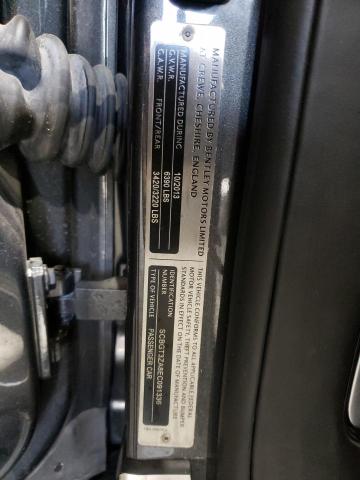 MANUFACTURED BY BENTLEY MOTORS LIMITED
AT CREWE, CHESHIRE, ENGLAND
MANUFACTURED DURING 10/2013
G.V.W.R. 6390 LBS
G.A.W.R. FRONT/REAR 3420/3220 LBS
THIS VEHICLE CONFORMS TO ALL APPLICABLE FEDERAL
MOTOR VEHICLE SAFETY, THEFT PREVENTION AND BUMPER
STANDARDS IN EFFECT ON THE DATE OF MANUFACTURE
IDENTIFICATION
NUMBER SCBGT3ZA8EC091336
TYPE OF VEHICLE PASSENGER CAR